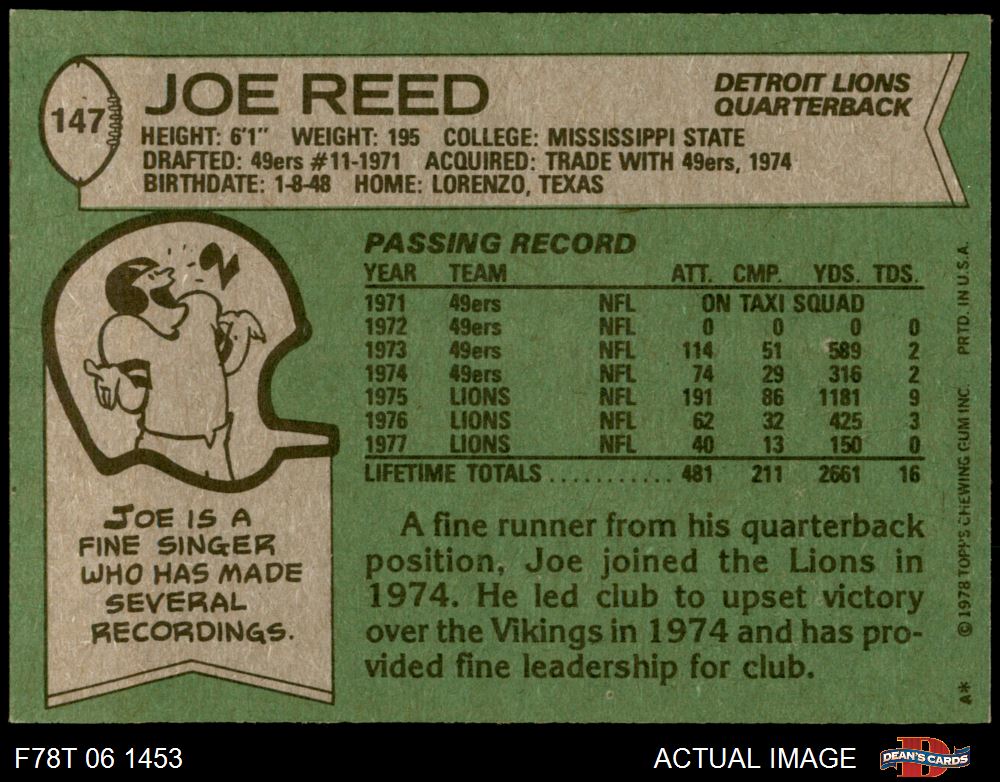 147
JOE REED
DETROIT LIONS
QUARTERBACK
HEIGHT: 6'1" WEIGHT: 195 COLLEGE: MISSISSIPPI STATE
DRAFTED: 49ers #11-1971 ACQUIRED: TRADE WITH 49ers, 1974
BIRTHDATE: 1-8-48 HOME: LORENZO, TEXAS
PASSING RECORD
YEAR TEAM ATT. CMP. YDS. TDS.
1971 49ers NFL ON TAXI SQUAD
1972 49ers NFL 0 0 0 0
1973 49ers NFL 114 51 589 2
1974 49ers NFL 74 29 316 2
1975 LIONS NFL 191 86 1181 9
1976 LIONS NFL 62 32 425 3
1977 LIONS NFL 40 13 150 0
LIFETIME TOTALS ........... 481 211 2661 16
JOE IS A
FINE SINGER
WHO HAS MADE
SEVERAL
RECORDINGS.
A fine runner from his quarterback
position, Joe joined the Lions in
1974. He led club to upset victory
over the Vikings in 1974 and has pro-
vided fine leadership for club.
A* © 1978 TOPPS CHEWING GUM INC. PRTD. IN U.S.A.
F78T 06 1453
ACTUAL IMAGE
D
DEAN'S CARDS